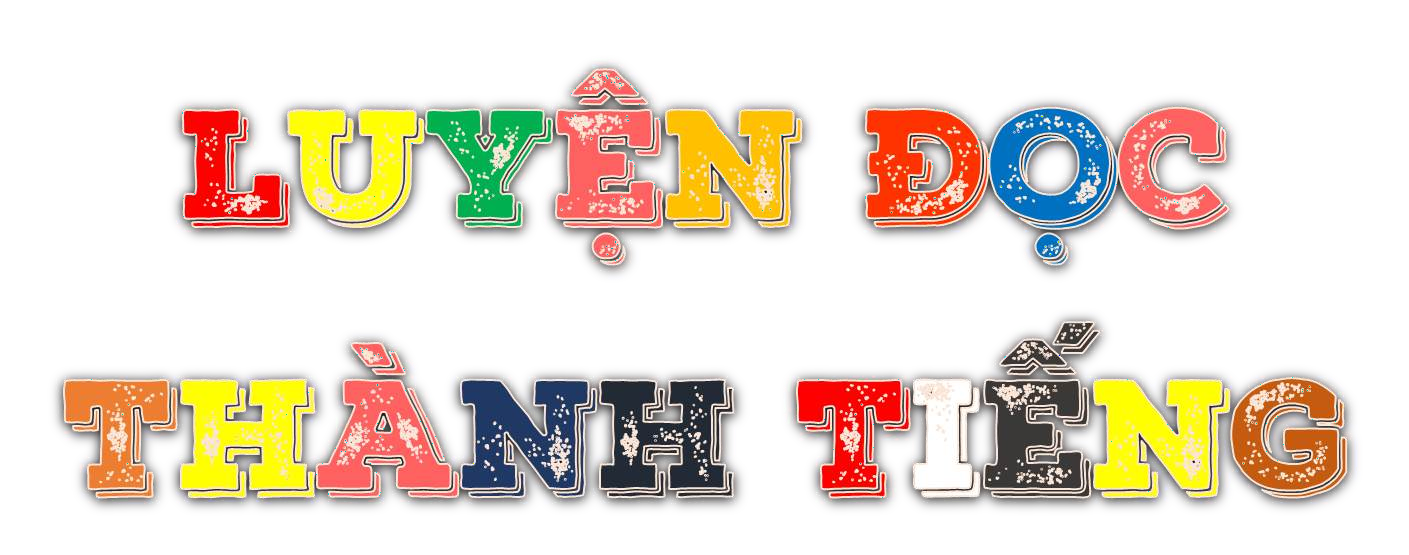 LUYỆN ĐỌC
THÀNH TIẾNG